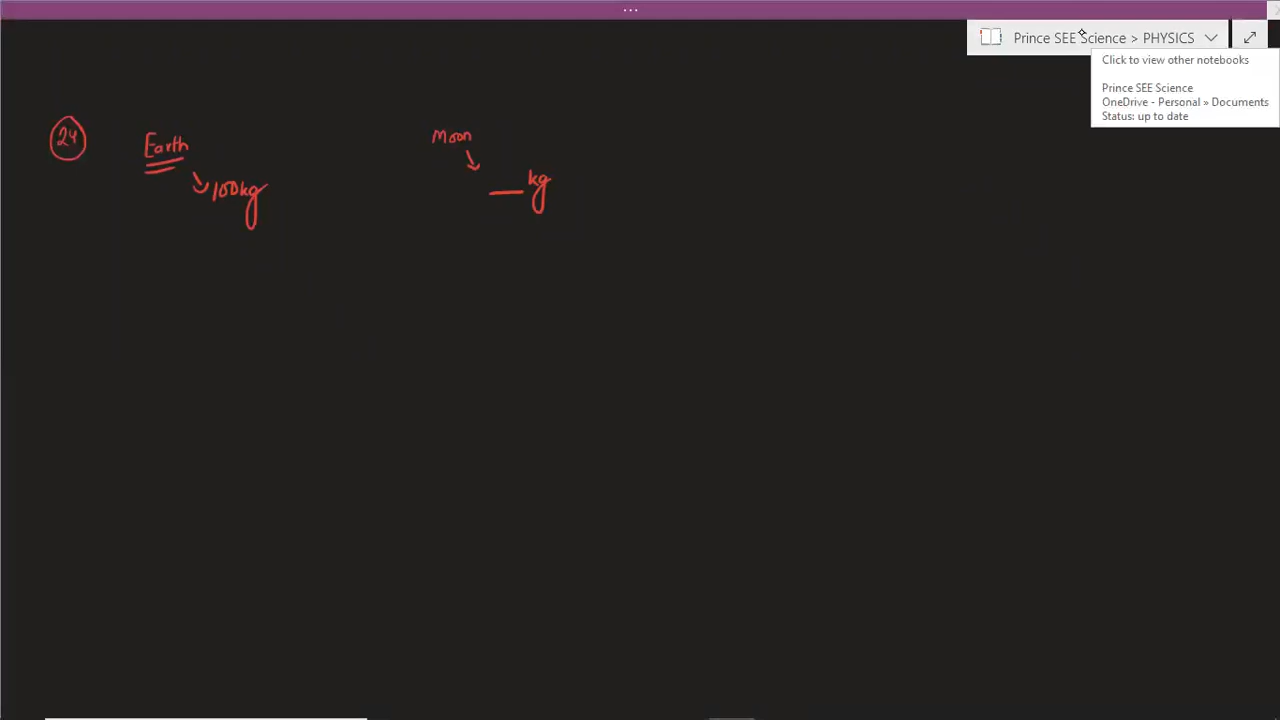 ...
Prince SEE Science > PHYSICS
Click to view other notebooks
Prince SEE Science
OneDrive - Personal » Documents
Status: up to date
24
Earth
100kg
Moon
__ kg